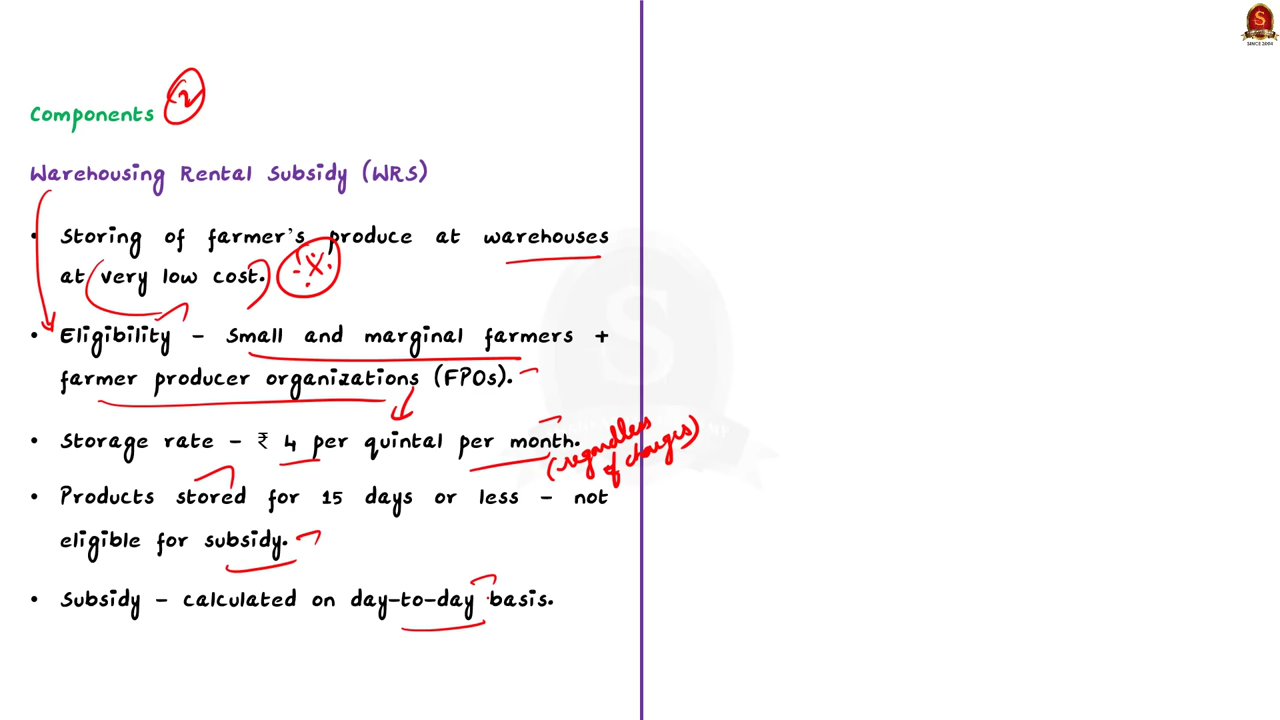 SINCE 2004
Components 2
Warehousing Rental Subsidy (WRS)
• Storing of farmer's produce at warehouses
at very low cost.
• Eligibility – Small and marginal farmers +
farmer producer organizations (FPOs).
• Storage rate – ₹ 4 per quintal per month.
(regardless
of charges)
• Products stored for 15 days or less – not
eligible for subsidy.
• Subsidy – calculated on day-to-day basis.